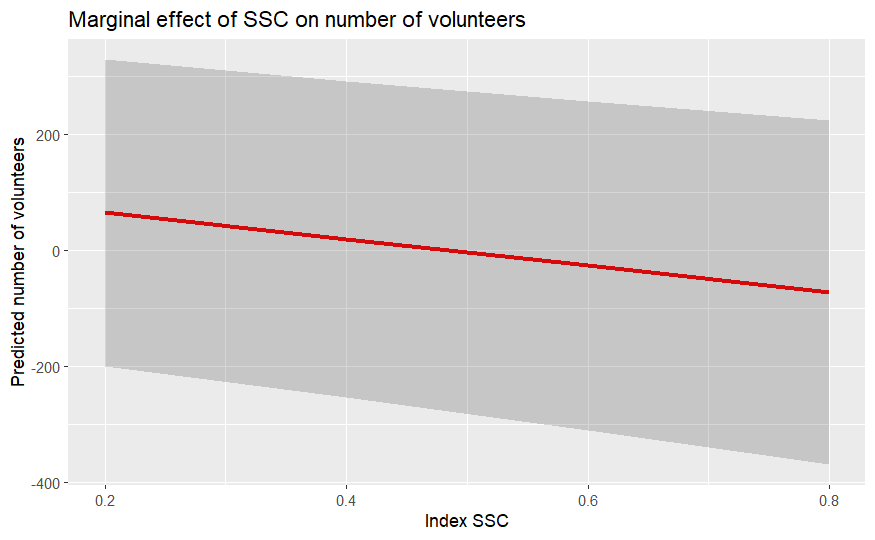 Marginal effect of SSC on number of volunteers
Predicted number of volunteers
200
0
-200
-400
0.2 0.4 0.6 0.8
Index SSC